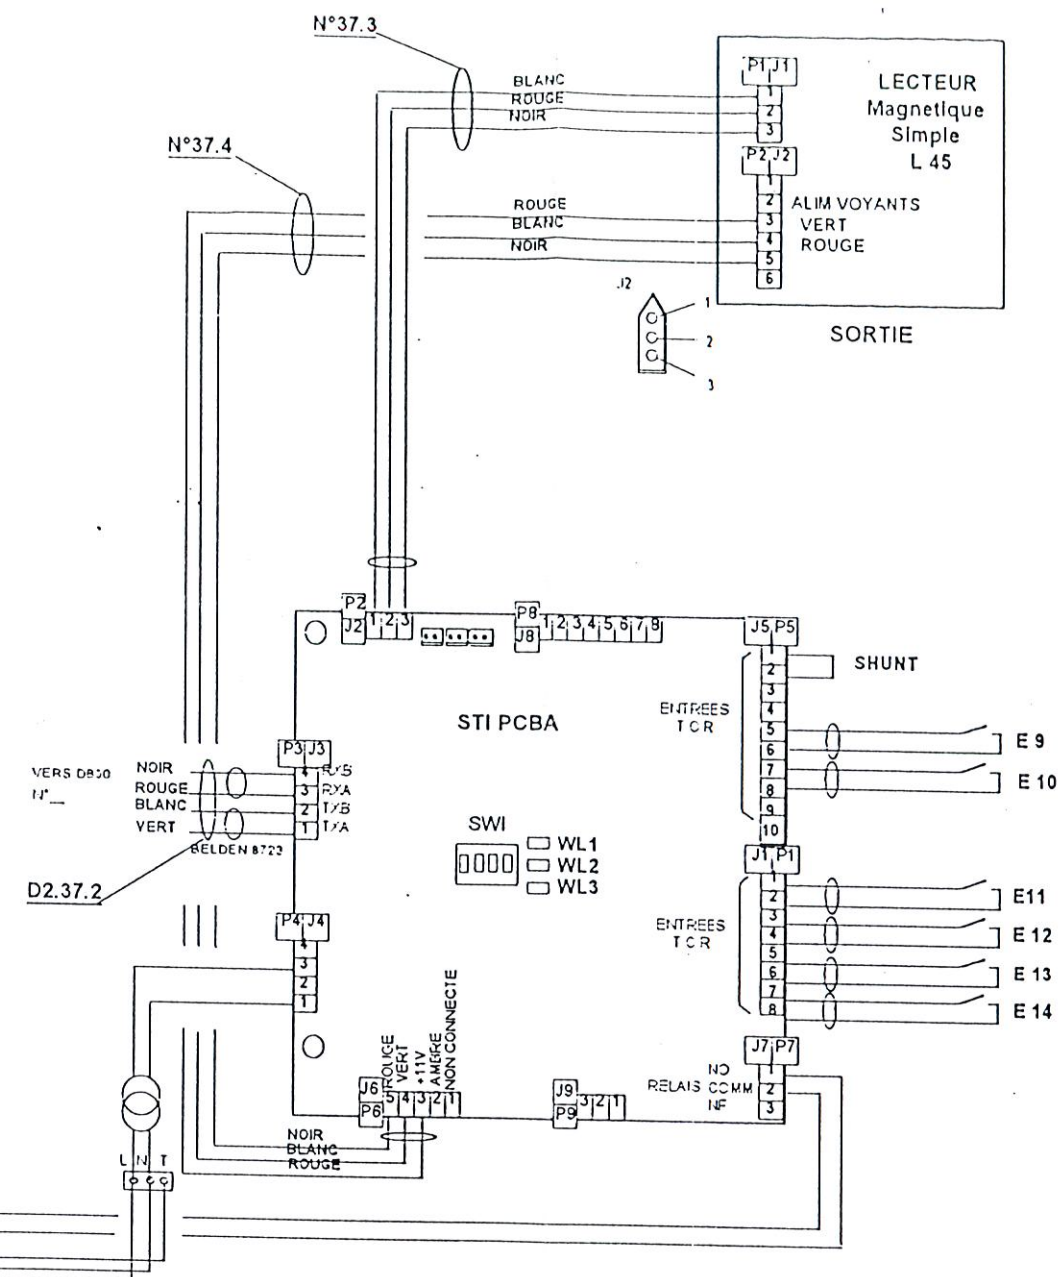 N°37.3
BLANC
ROUGE
NOIR
P1 J1
1
2
3
LECTEUR
Magnetique
Simple
L 45
N°37.4
ROUGE
BLANC
NOIR
P2 J2
1
2
3
4
5
6
ALIM VOYANTS
VERT
ROUGE
J2
1
2
3
SORTIE
P2
J2
1 2 3
P8
J8
1 2 3 4 5 6 7 8
J5 P5
1
2
3
4
5
6
7
8
9
10
SHUNT
ENTREES
TOR
E 9
E 10
STI PCBA
P3 J3
4 RXB
3 RXA
2 TXB
1 TXA
VERS
N°__
NOIR
ROUGE
BLANC
VERT
BELDEN 8723
D2.37.2
SWI
WL1
WL2
WL3
J1 P1
1
2
3
4
5
6
7
8
ENTREES
TOR
E11
E 12
E 13
E 14
P4 J4
4
3
2
1
ROUGE
VERT
+11V
AMBRE
NON CONNECTE
J6
P6
5 4 3 2 1
J9
P9
3 2 1
J7 P7
NO 1
RELAIS COMM 2
NF 3
NOIR
BLANC
ROUGE
L N T